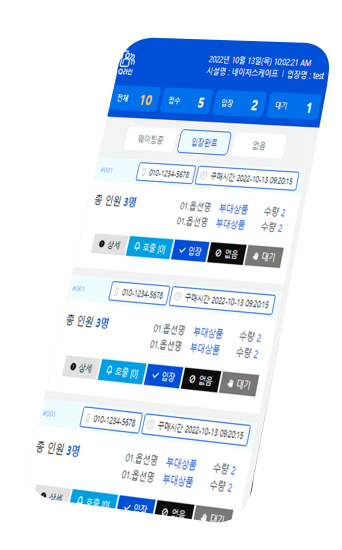 2022년 10월 13일(목) 10:02:21 AM
Q라인 시설명 : 네이처스케이프 | 업장명 : test
전체 10 접수 5 입장 2 대기 1
웨이팅중 입장완료 없음
#001 010-1234-5678 구매시간 2022-10-13 09:20:15
총 인원 3명 01.옵션명 부대상품 수량 2
01.옵션명 부대상품 수량 2
상세 호출 [0] 입장 없음 대기
#001 010-1234-5678 구매시간 2022-10-13 09:20:15
총 인원 3명 01.옵션명 부대상품 수량 2
01.옵션명 부대상품 수량 2
상세 호출 [0] 입장 없음 대기
#001 010-1234-5678 구매시간 2022-10-13 09:20:15
총 인원 3명 01.옵션명 부대상품 수량 2
01.옵션명 부대상품 수량 2
상세 호출 [0] 입장 없음 대기